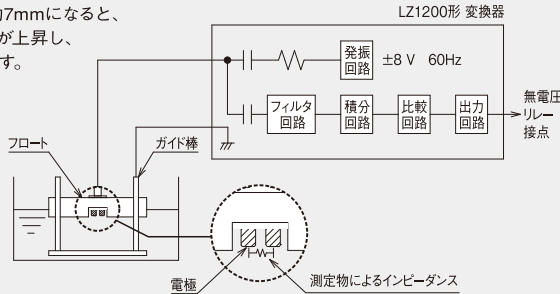 7mmになると、
が上昇し、
す。
LZ1200形 変換器
発振
回路
±8 V 60Hz
フィルタ
回路
積分
回路
比較
回路
出力
回路
無電圧
リレー
接点
フロート
ガイド棒
電極
測定物によるインピーダンス